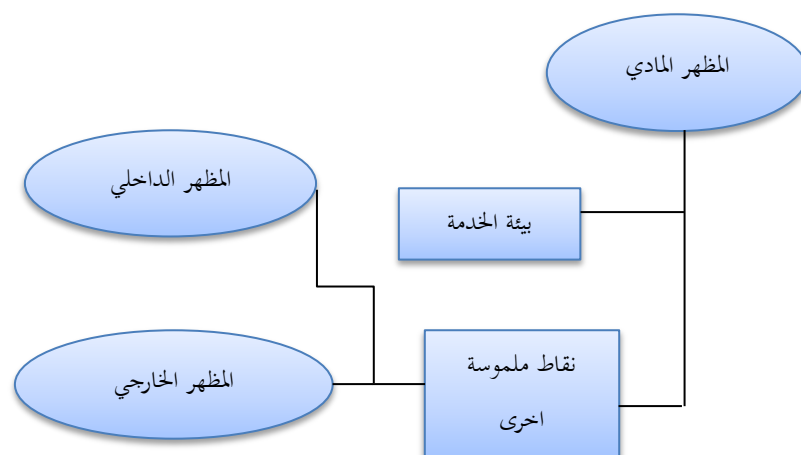 المظهر المادي
المظهر الداخلي
بيئة الخدمة
نقاط ملموسة
اخرى
المظهر الخارجي